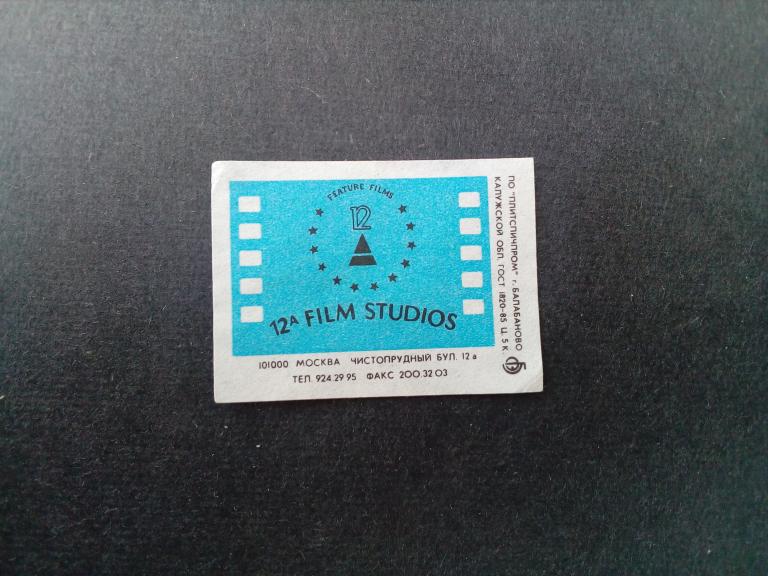 FEATURE FILMS
12
12A FILM STUDIOS
101000 МОСКВА ЧИСТОПРУДНЫЙ БУЛ. 12 а
ТЕЛ. 924.29 95 ФАКС 200.32 03
ПО "ПЛИТСПИЧПРОМ" г. БАЛАБАНОВО
КАЛУЖСКОЙ ОБЛ. ГОСТ 1820-85 Ц. 5 К.